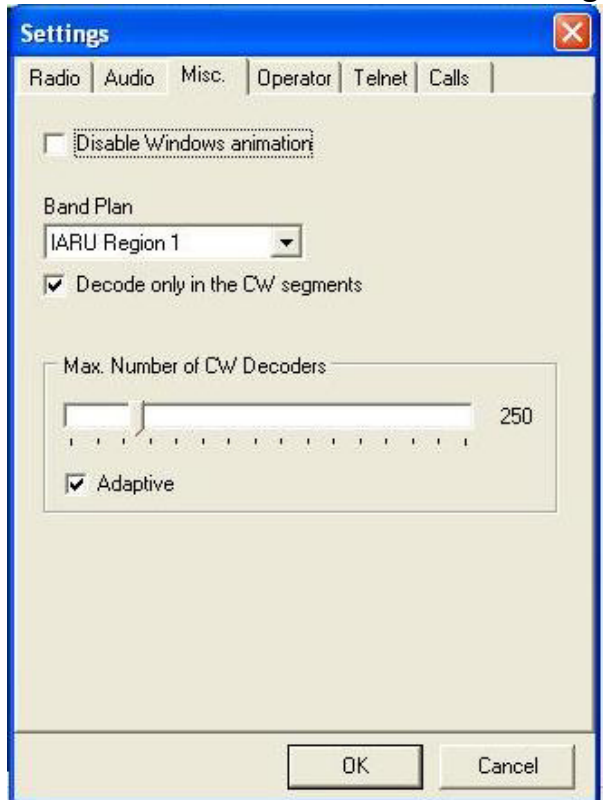 Settings
Radio Audio Misc. Operator Telnet Calls
Disable Windows animation
Band Plan
IARU Region 1
Decode only in the CW segments
Max. Number of CW Decoders
250
Adaptive
OK Cancel